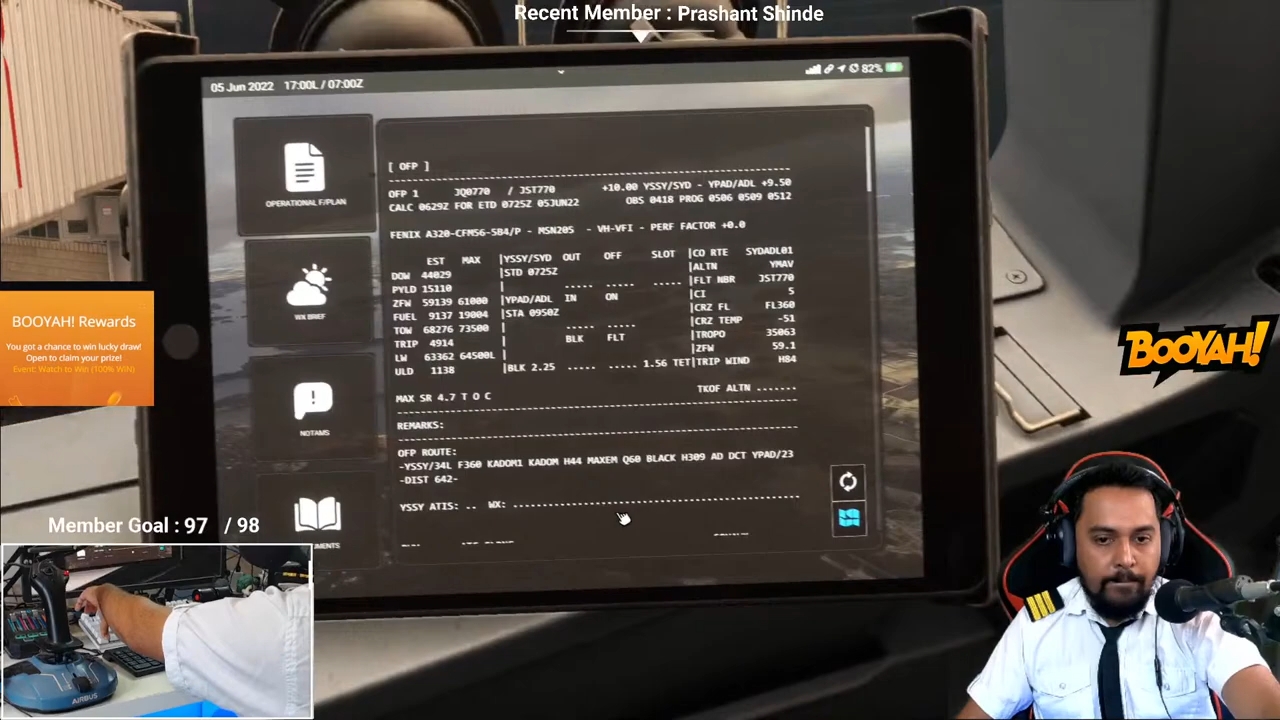 Recent Member : Prashant Shinde
05 Jun 2022 17:00L / 07:00Z
82%
OPERATIONAL F/PLAN
WX BRIEF
NOTAMS
[ OFP ]
OFP 1 JQ0770 / JST770 +10.00 YSSY/SYD - YPAD/ADL +9.50
CALC 0629Z FOR ETD 0725Z 05JUN22 OBS 0418 PROG 0506 0509 0512
FENIX A320-CFM56-5B4/P - MSN205 - VH-VFI - PERF FACTOR +0.0
EST MAX |YSSY/SYD OUT OFF SLOT |CO RTE SYDADL01
DOW 44029 |STD 0725Z |ALTN YMAV
PYLD 15110 | ..... ..... ..... |FLT NBR JST770
ZFW 59139 61000 |YPAD/ADL IN ON |CI 5
FUEL 9137 19004 |STA 0950Z |CRZ FL FL360
TOW 68276 73500 | ..... ..... |CRZ TEMP -51
TRIP 4914 | BLK FLT |TROPO 35063
LW 63362 64500L | |ZFW 59.1
ULD 1138 |BLK 2.25 ..... ..... 1.56 TET|TRIP WIND H84
MAX SR 4.7 T O C TKOF ALTN .......
REMARKS:
OFP ROUTE:
-YSSY/34L F360 KADOM1 KADOM H44 MAXEM Q60 BLACK H309 AD DCT YPAD/23
-DIST 642-
YSSY ATIS: .. WX: ..................................................
BOOYAH! Rewards
You got a chance to win lucky draw!
Open to claim your prize!
Event: Watch to Win (100% WIN)
BOOYAH!
Member Goal : 97 / 98
AIRBUS